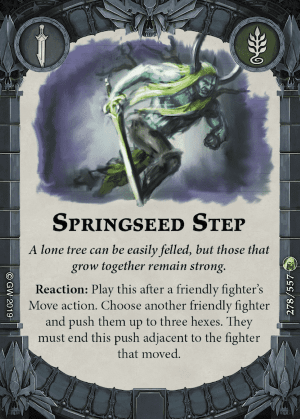 SPRINGSEED STEP
A lone tree can be easily felled, but those that
grow together remain strong.
Reaction: Play this after a friendly fighter's
Move action. Choose another friendly fighter
and push them up to three hexes. They
must end this push adjacent to the fighter
that moved.
© GW 2019
278/557